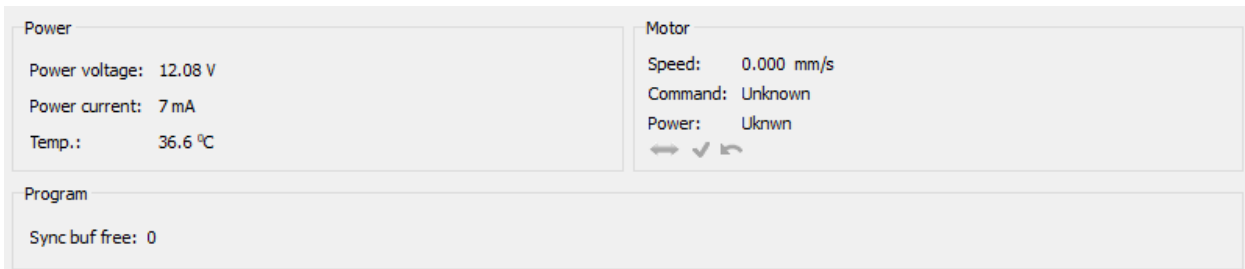 Power
Power voltage: 12.08 V
Power current: 7 mA
Temp.: 36.6 ⁰C
Motor
Speed: 0.000 mm/s
Command: Unknown
Power: Uknwn
Program
Sync buf free: 0